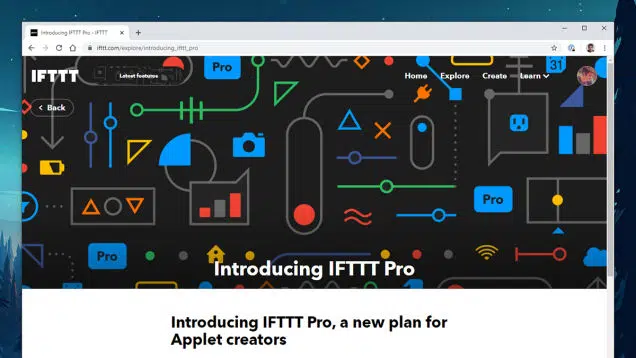 Introducing IFTTT Pro - IFTTT
ifttt.com/explore/introducing_ifttt_pro
IFTTT
Latest features
Pro
Home
Explore
Create
Learn
31
Back
Pro
Pro
Introducing IFTTT Pro
Introducing IFTTT Pro, a new plan for
Applet creators